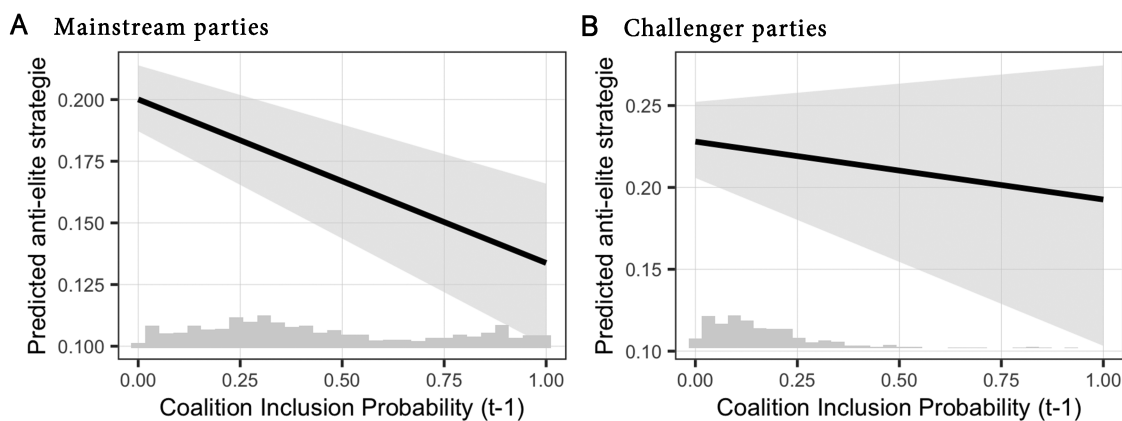 A Mainstream parties
Predicted anti-elite strategie
0.200
0.175
0.150
0.125
0.100
0.00 0.25 0.50 0.75 1.00
Coalition Inclusion Probability (t-1)
B Challenger parties
Predicted anti-elite strategie
0.25
0.20
0.15
0.10
0.00 0.25 0.50 0.75 1.00
Coalition Inclusion Probability (t-1)